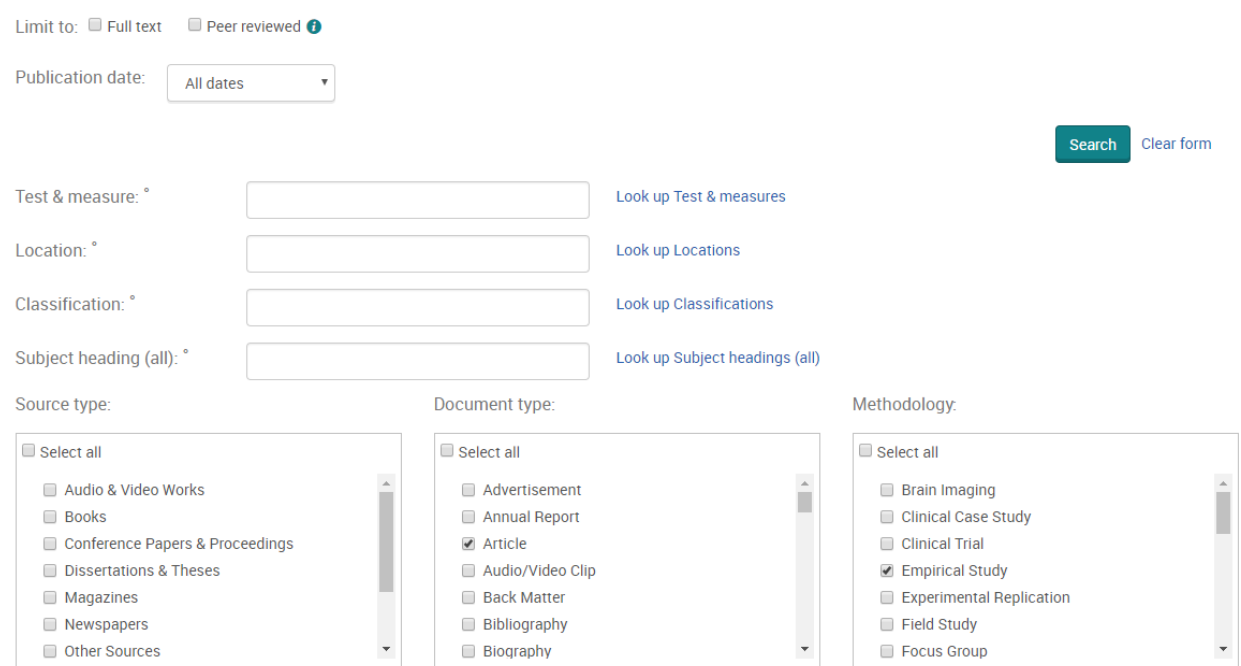 Limit to: Full text Peer reviewed i
Publication date: All dates
Search Clear form
Test & measure: ° Look up Test & measures
Location: ° Look up Locations
Classification: ° Look up Classifications
Subject heading (all): ° Look up Subject headings (all)
Source type:
Select all
Audio & Video Works
Books
Conference Papers & Proceedings
Dissertations & Theses
Magazines
Newspapers
Other Sources
Document type:
Select all
Advertisement
Annual Report
Article
Audio/Video Clip
Back Matter
Bibliography
Biography
Methodology:
Select all
Brain Imaging
Clinical Case Study
Clinical Trial
Empirical Study
Experimental Replication
Field Study
Focus Group